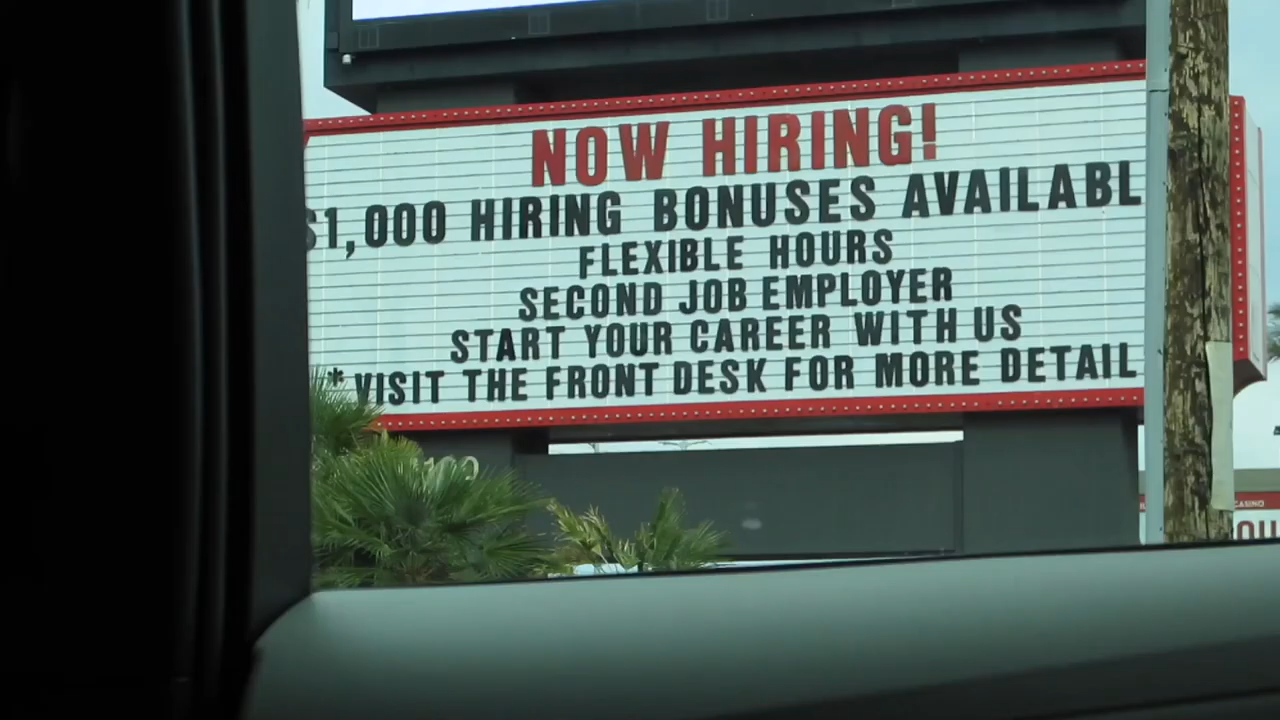 NOW HIRING!
$1,000 HIRING BONUSES AVAILABL
FLEXIBLE HOURS
SECOND JOB EMPLOYER
START YOUR CAREER WITH US
* VISIT THE FRONT DESK FOR MORE DETAIL
CASINO